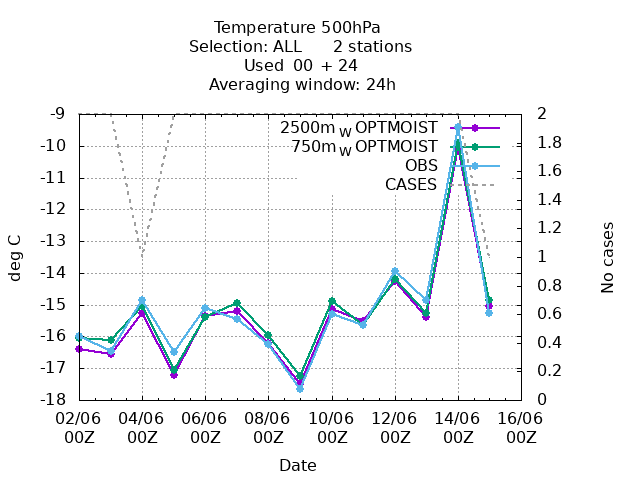 Temperature 500hPa
Selection: ALL 2 stations
Used 00 + 24
Averaging window: 24h
2500m W OPTMOIST
750m W OPTMOIST
OBS
CASES
deg C
-9
-10
-11
-12
-13
-14
-15
-16
-17
-18
No cases
2
1.8
1.6
1.4
1.2
1
0.8
0.6
0.4
0.2
0
02/06 04/06 06/06 08/06 10/06 12/06 14/06 16/06
00Z 00Z 00Z 00Z 00Z 00Z 00Z 00Z
Date